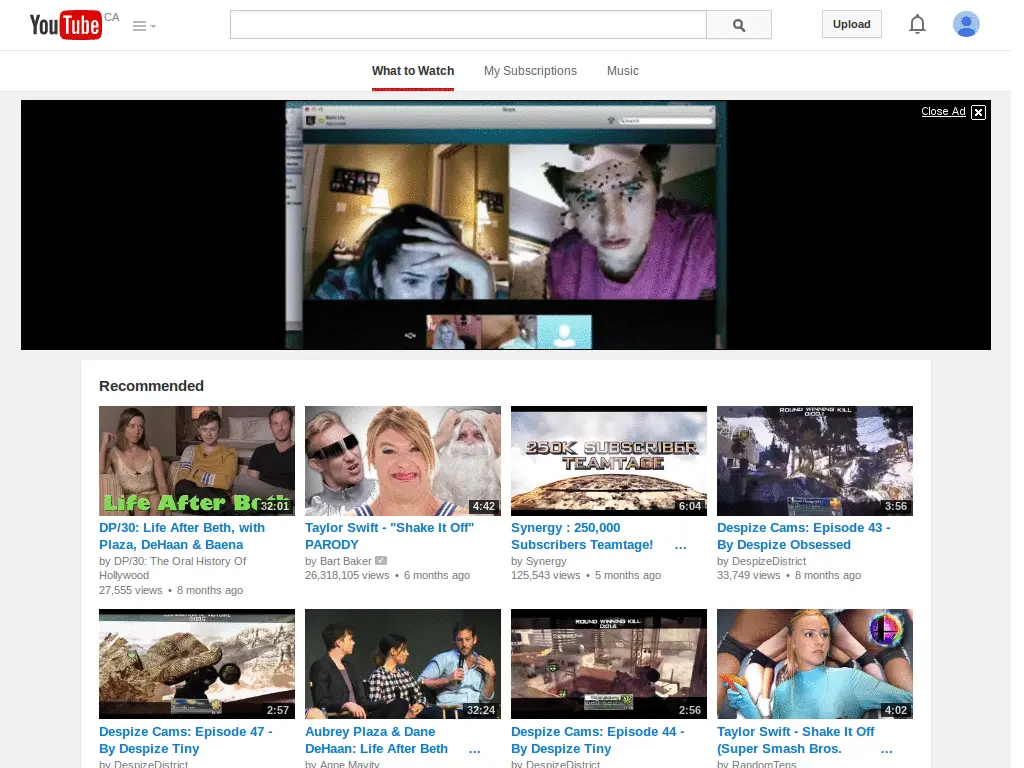 YouTube CA
Upload
What to Watch My Subscriptions Music
Close Ad
Skype
Search
Recommended
Life After Beth
32:01
4:42
250K SUBSCRIBER
TEAMTAGE
6:04
ROUND WINNING KILL
3:56
DP/30: Life After Beth, with
Plaza, DeHaan & Baena
by DP/30: The Oral History Of
Hollywood
27,555 views • 8 months ago
Taylor Swift - "Shake It Off"
PARODY
by Bart Baker
26,318,105 views • 6 months ago
Synergy : 250,000
Subscribers Teamtage! ...
by Synergy
125,543 views • 5 months ago
Despize Cams: Episode 43 -
By Despize Obsessed
by DespizeDistrict
33,749 views • 8 months ago
2:57
32:24
ROUND WINNING KILL
2:56
4:02
Despize Cams: Episode 47 -
By Despize Tiny
by DespizeDistrict
Aubrey Plaza & Dane
DeHaan: Life After Beth ...
by Anne Mavity
Despize Cams: Episode 44 -
By Despize Tiny
by DespizeDistrict
Taylor Swift - Shake It Off
(Super Smash Bros. ...
by RandomTens